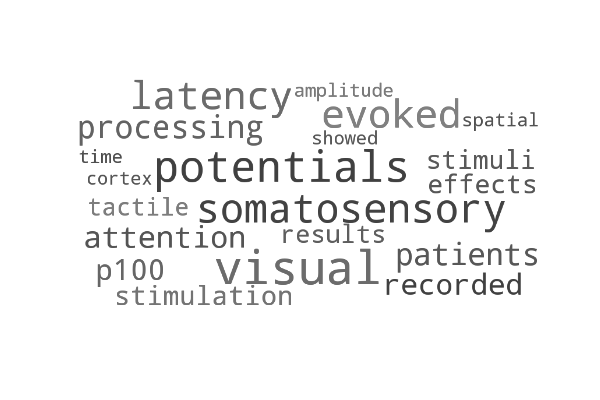 latency amplitude
evoked spatial
processing showed
time potentials stimuli
cortex effects
tactile somatosensory
attention results patients
p100 visual recorded
stimulation